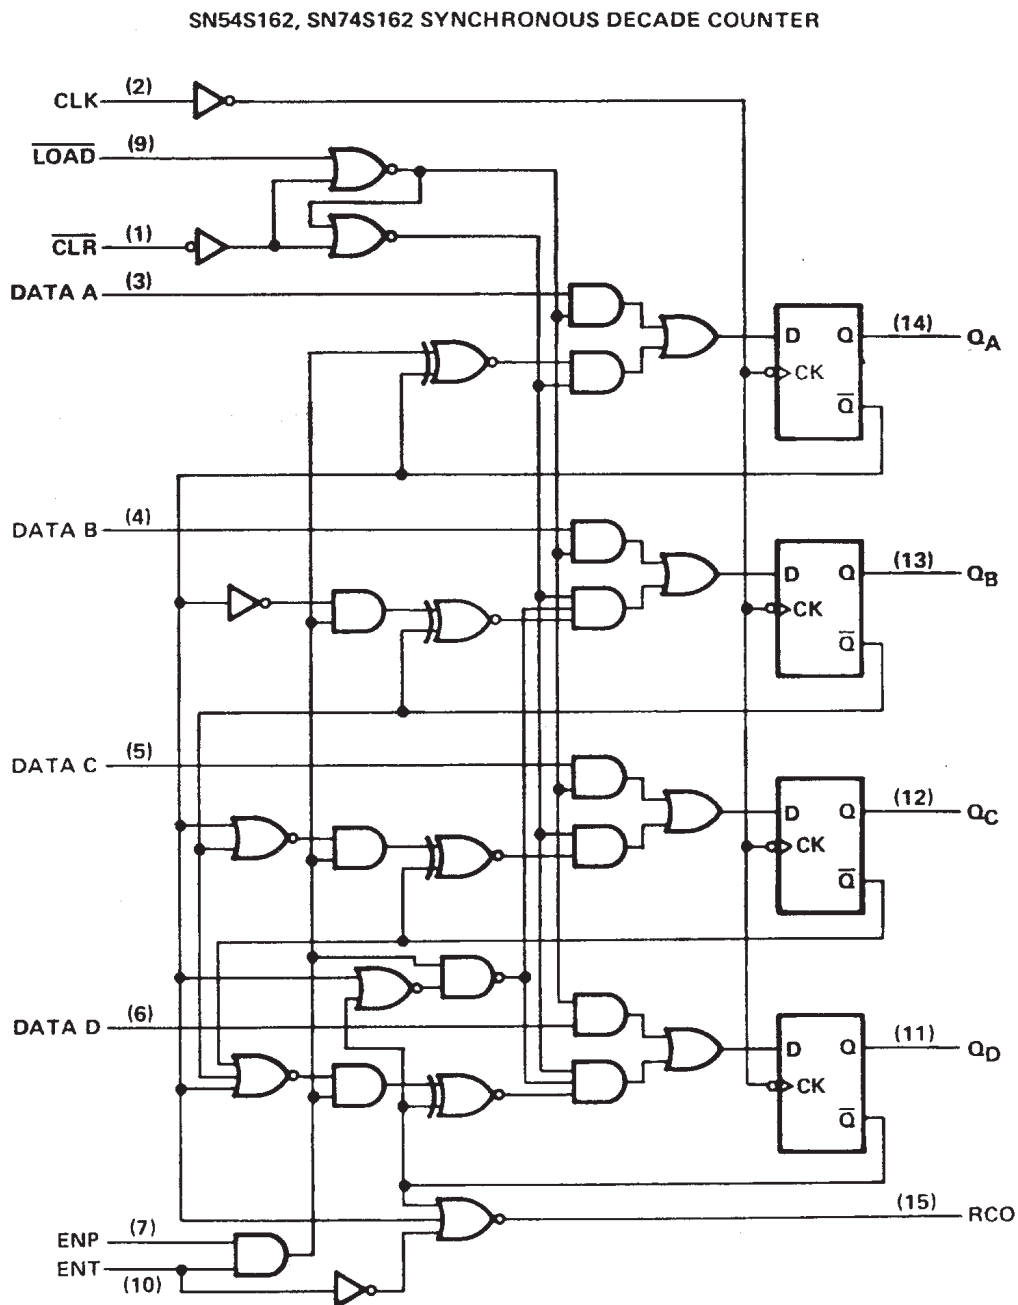 SN54S162, SN74S162 SYNCHRONOUS DECADE COUNTER
CLK (2)
LOAD (9)
CLR (1)
DATA A (3)
D Q (14) QA
CK
Q
DATA B (4)
D Q (13) QB
CK
Q
DATA C (5)
D Q (12) QC
CK
Q
DATA D (6)
D Q (11) QD
CK
Q
(15) RCO
ENP (7)
ENT (10)